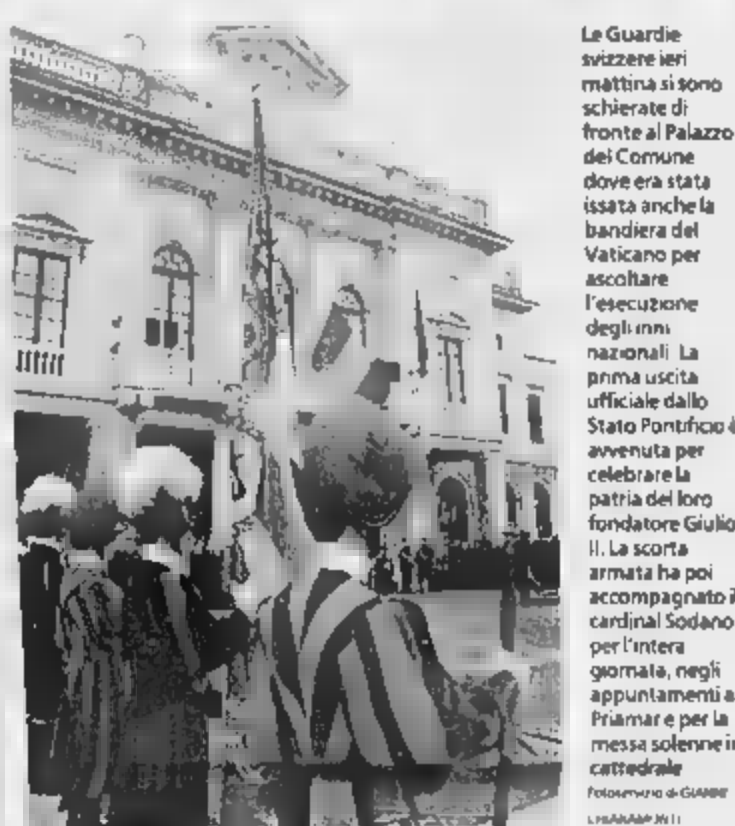 Le Guardie
svizzere ieri
mattina si sono
schierate di
fronte al Palazzo
del Comune
dove era stata
issata anche la
bandiera del
Vaticano per
ascoltare
l'esecuzione
degli inni
nazionali La
prima uscita
ufficiale dallo
Stato Pontificio è
avvenuta per
celebrare la
patria del loro
fondatore Giulio
II. La scorta
armata ha poi
accompagnato il
cardinal Sodano
per l'intera
giornata, negli
appuntamenti a
Priamar e per la
messa solenne in
cattedrale
Fotoservizio di